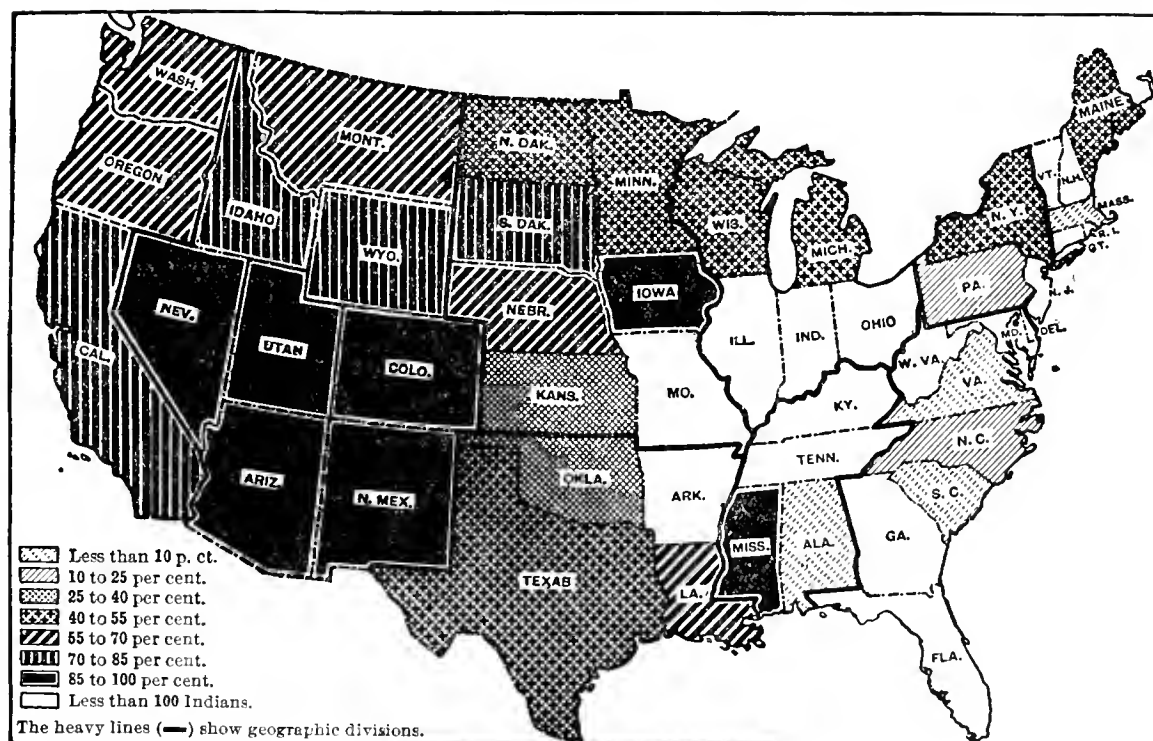 WASH.
MONT.
N. DAK.
MINN.
MAINE
OREGON
IDAHO
WYO.
S. DAK.
WIS.
MICH.
VT.
N.H.
MASS.
N.Y.
R. I.
CT.
NEV.
UTAH
COLO.
NEBR.
IOWA
ILL.
IND.
OHIO
PA.
N. J.
MD.
DEL.
CAL.
KANS.
MO.
W. VA.
VA.
KY.
ARIZ.
N. MEX.
OKLA.
ARK.
TENN.
N.C.
S. C.
TEXAS
LA.
MISS.
ALA.
GA.
FLA.
Less than 10 p. ct.
10 to 25 per cent.
25 to 40 per cent.
40 to 55 per cent.
55 to 70 per cent.
70 to 85 per cent.
85 to 100 per cent.
Less than 100 Indians.
The heavy lines (━) show geographic divisions.